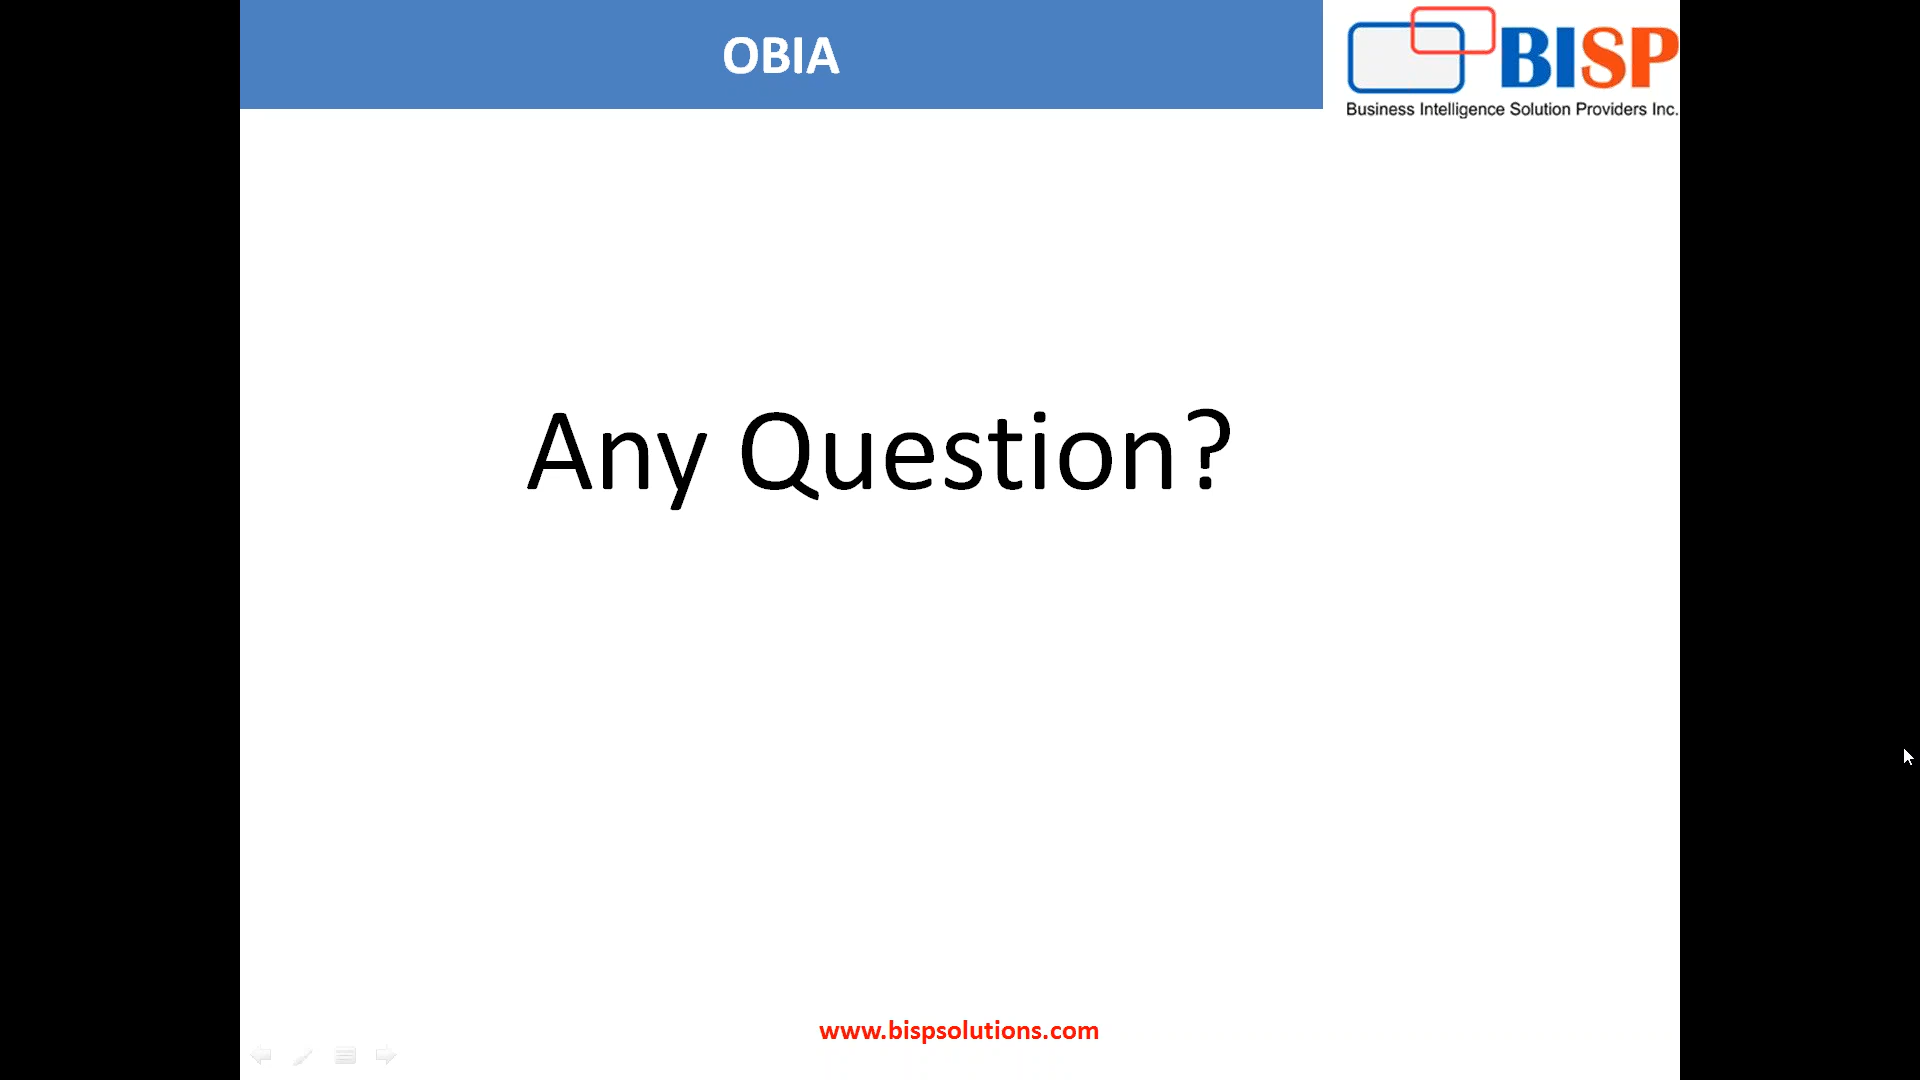 OBIA
BISP
Business Intelligence Solution Providers Inc.
Any Question?
www.bispsolutions.com